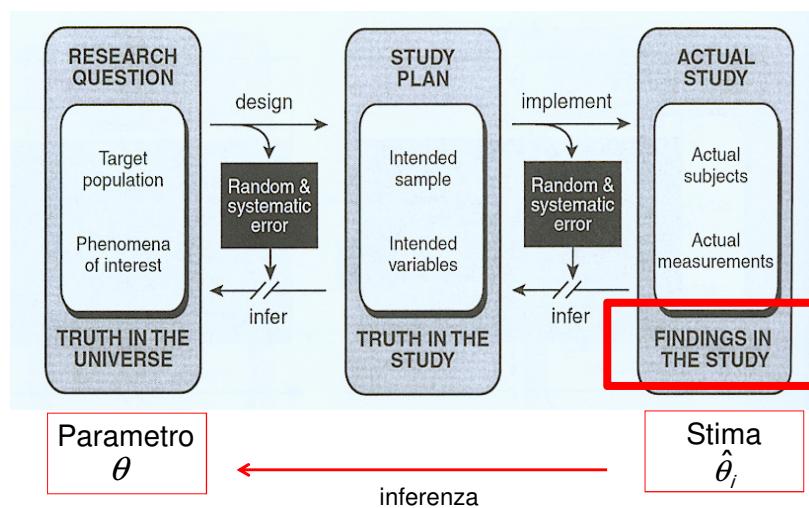 RESEARCH
QUESTION
Target
population
Phenomena
of interest
TRUTH IN THE
UNIVERSE
design
Random &
systematic
error
infer
STUDY
PLAN
Intended
sample
Intended
variables
TRUTH IN THE
STUDY
implement
Random &
systematic
error
infer
ACTUAL
STUDY
Actual
subjects
Actual
measurements
FINDINGS IN
THE STUDY
Parametro
θ
inferenza
Stima
θ̂ᵢ